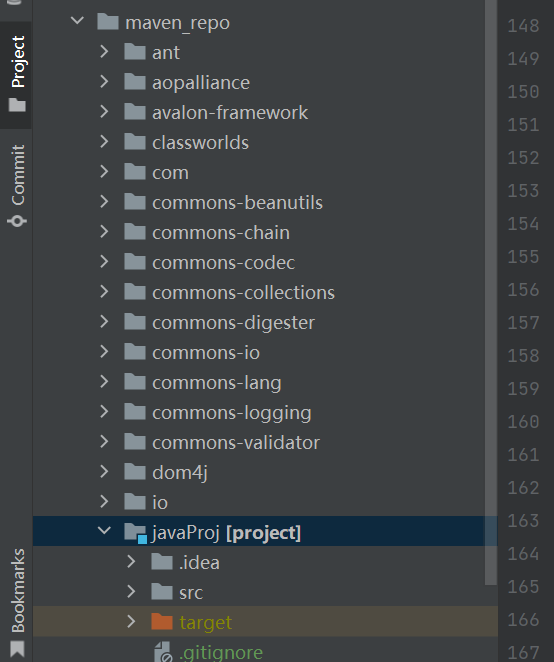 Project
Commit
Bookmarks
maven_repo
ant
aopalliance
avalon-framework
classworlds
com
commons-beanutils
commons-chain
commons-codec
commons-collections
commons-digester
commons-io
commons-lang
commons-logging
commons-validator
dom4j
io
javaProj [project]
.idea
src
target
.gitignore
148
149
150
151
152
153
154
155
156
157
158
159
160
161
162
163
164
165
166
167